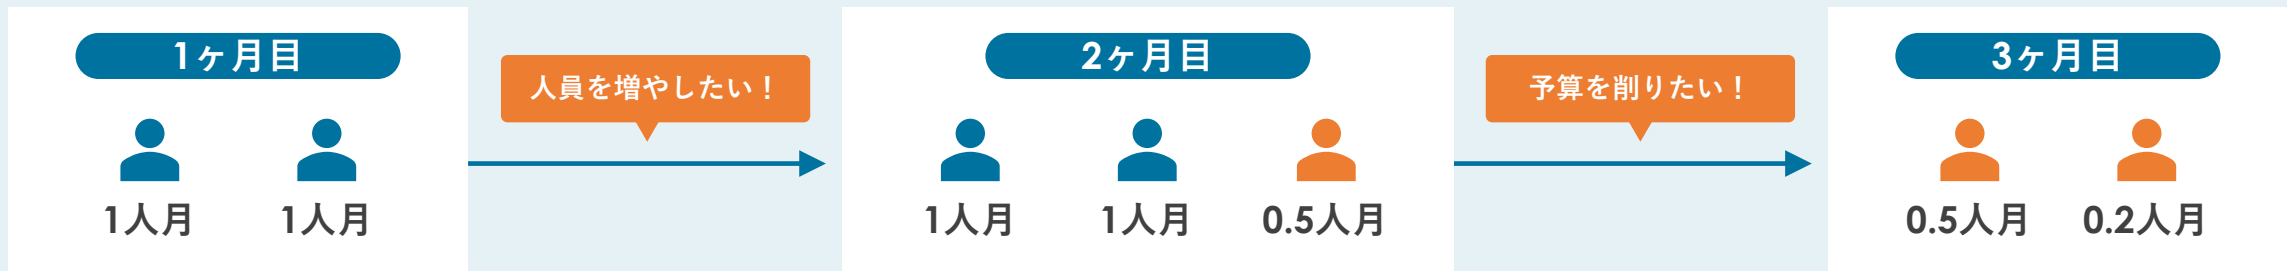 1ヶ月目
1人月
1人月
人員を増やしたい！
2ヶ月目
1人月
1人月
0.5人月
予算を削りたい！
3ヶ月目
0.5人月
0.2人月